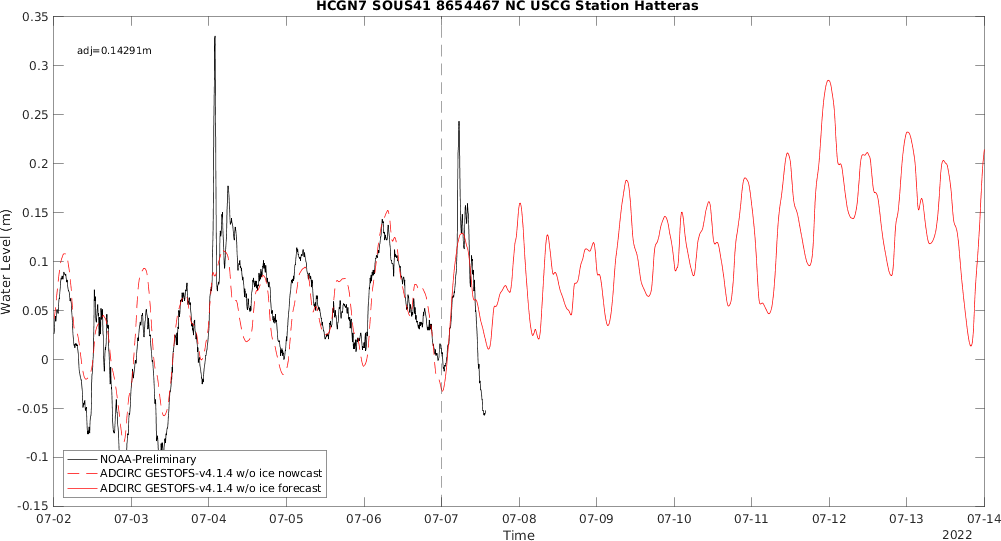 HCGN7 SOUS41 8654467 NC USCG Station Hatteras
adj=0.14291m
0.35
0.3
0.25
0.2
0.15
0.1
0.05
0
-0.05
-0.1
-0.15
Water Level (m)
NOAA-Preliminary
ADCIRC GESTOFS-v4.1.4 w/o ice nowcast
ADCIRC GESTOFS-v4.1.4 w/o ice forecast
07-02 07-03 07-04 07-05 07-06 07-07 07-08 07-09 07-10 07-11 07-12 07-13 07-14
Time
2022